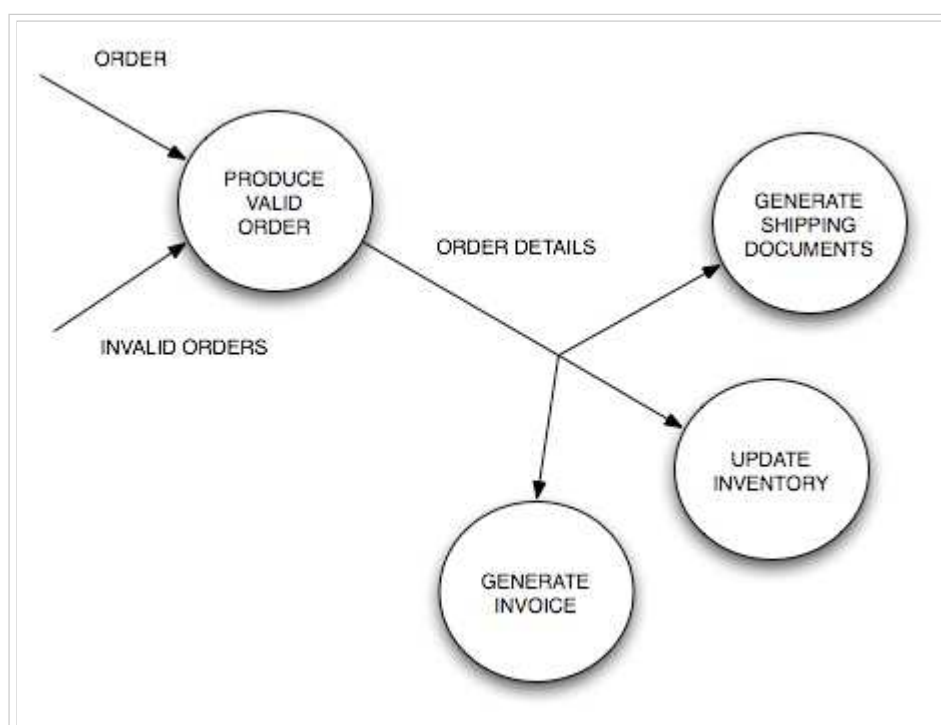 ORDER
PRODUCE
VALID
ORDER
INVALID ORDERS
ORDER DETAILS
GENERATE
SHIPPING
DOCUMENTS
UPDATE
INVENTORY
GENERATE
INVOICE